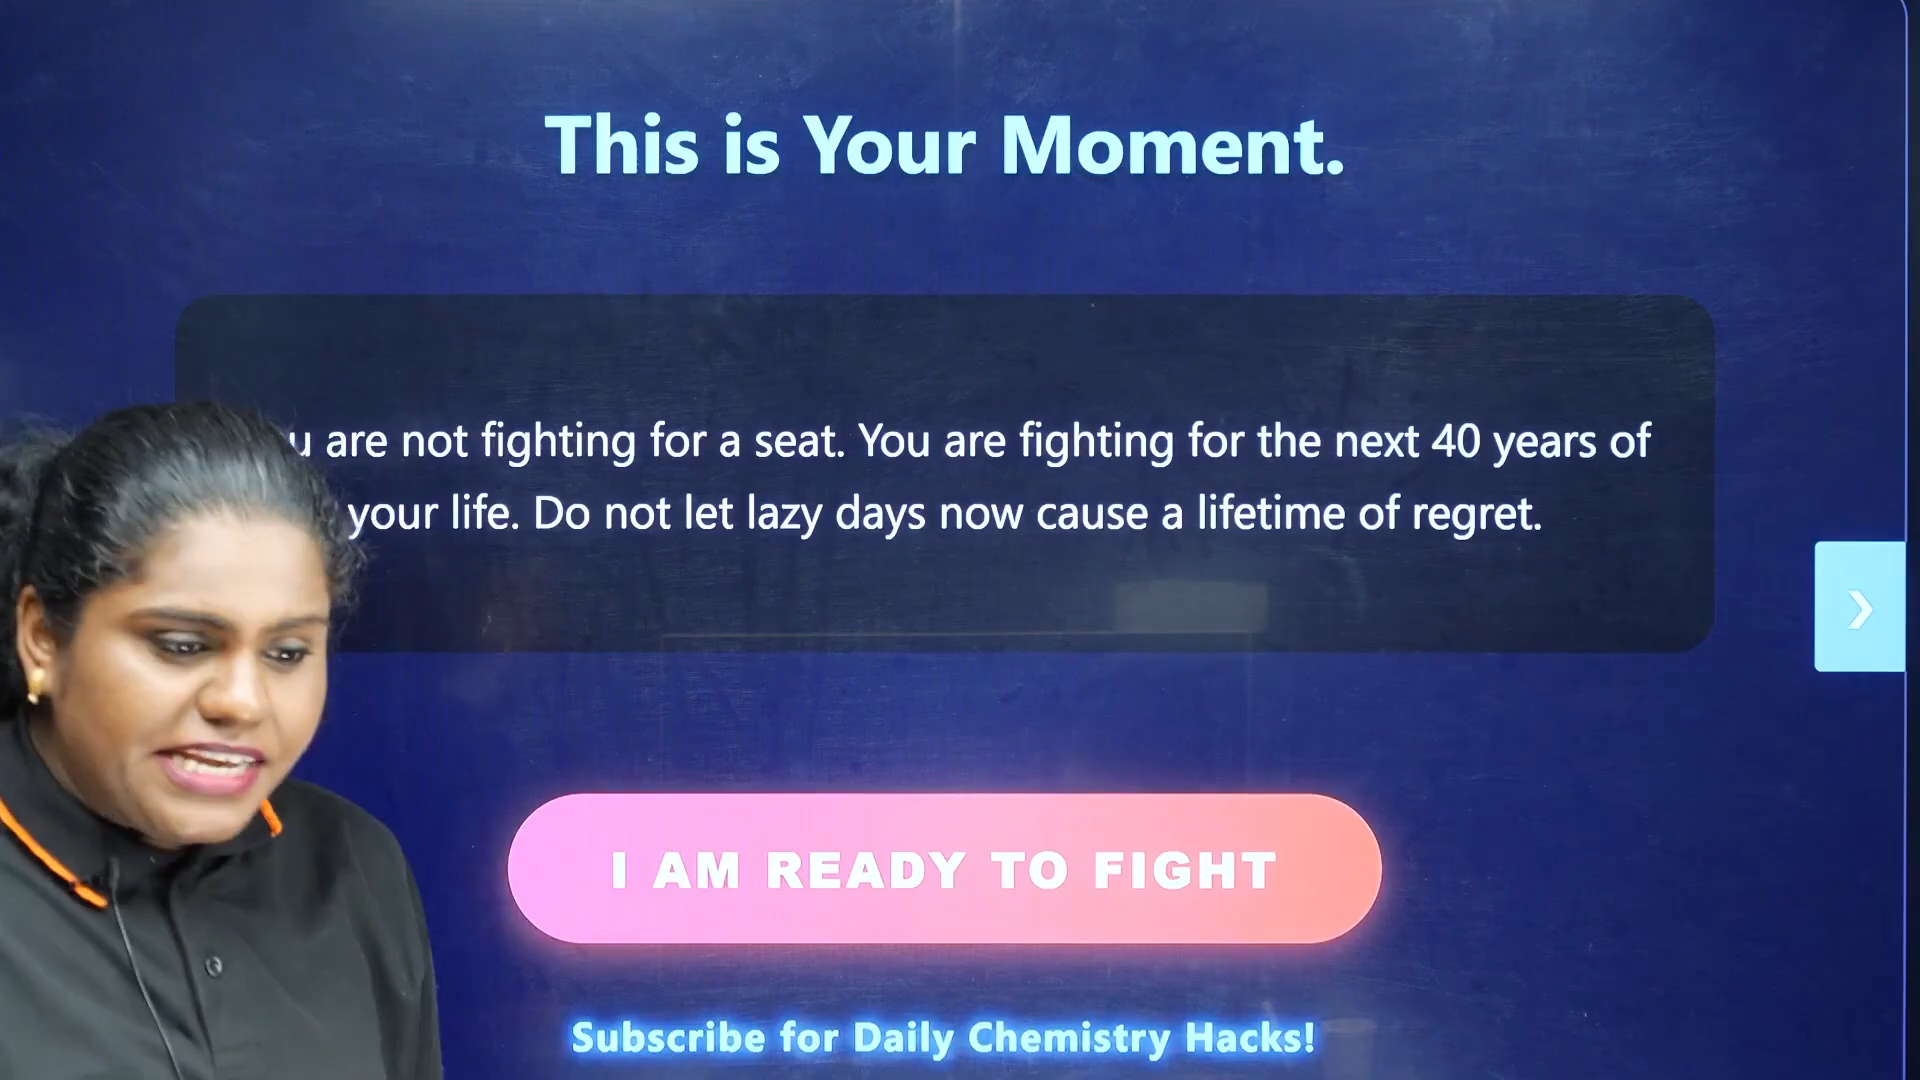 This is Your Moment.
are not fighting for a seat. You are fighting for the next 40 years of
your life. Do not let lazy days now cause a lifetime of regret.
I AM READY TO FIGHT
Subscribe for Daily Chemistry Hacks!